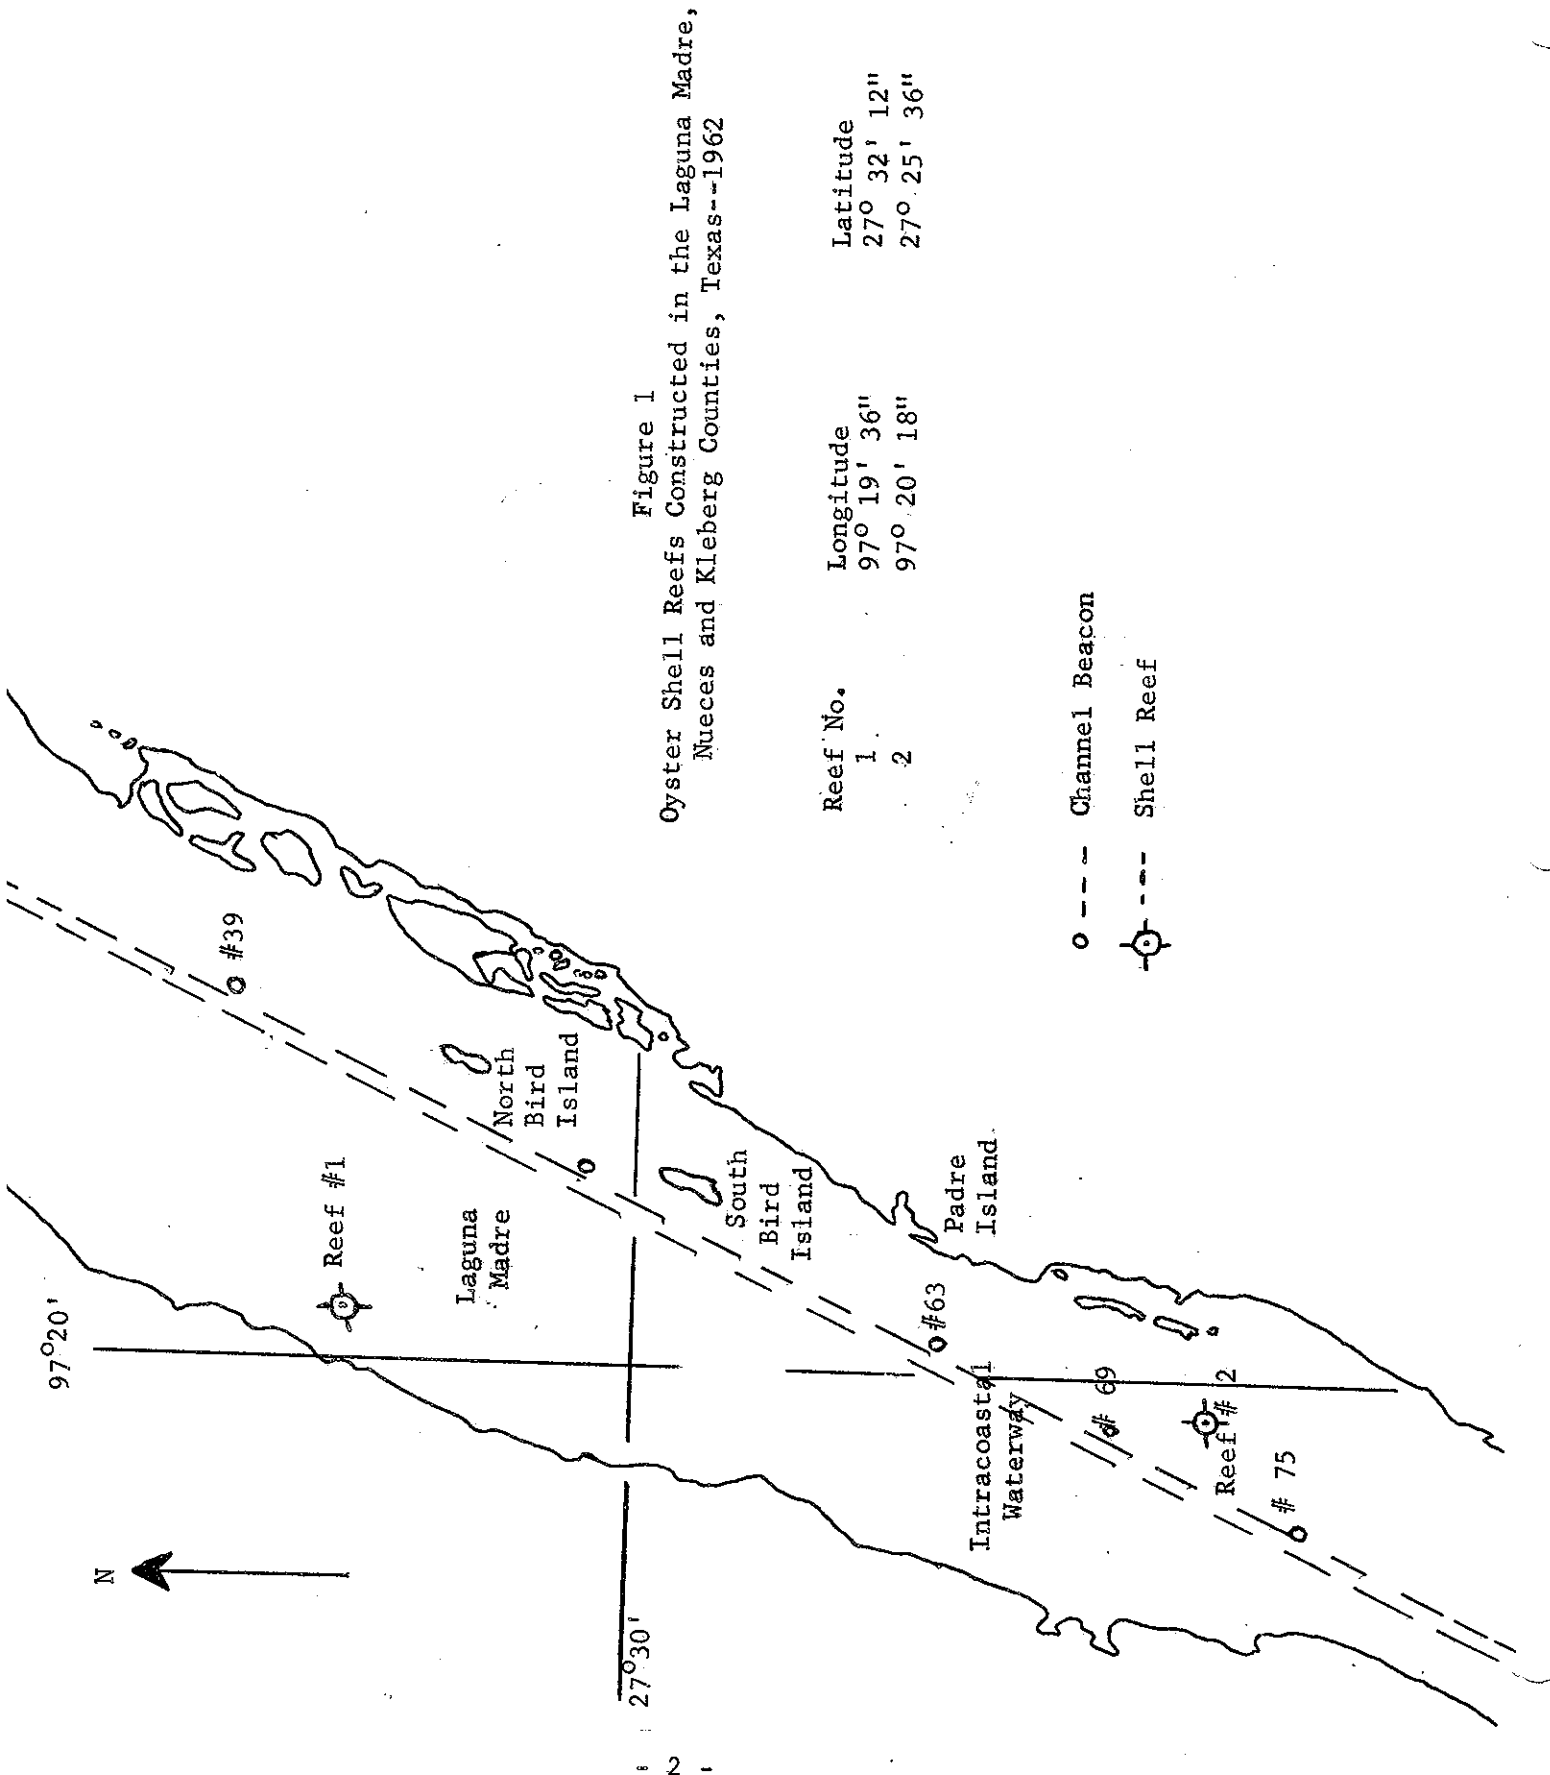 Figure 1
Oyster Shell Reefs Constructed in the Laguna Madre,
Nueces and Kleberg Counties, Texas--1962
Reef No. Longitude Latitude
1 97° 19' 36" 27° 32' 12"
2 97° 20' 18" 27° 25' 36"
o --- Channel Beacon
--- Shell Reef
N
97°20'
#39
Reef #1
North
Bird
Island
Laguna
Madre
27°30'
South
Bird
Island
Padre
Island
#63
Intracoastal
Waterway
# 69
Reef # 2
# 75
- 2 -